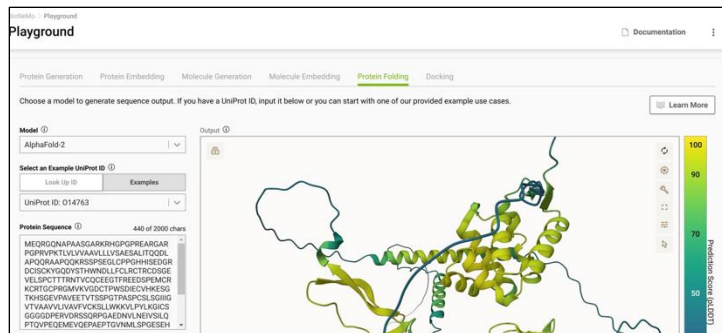 BioNeMo > Playground
Playground
Documentation
Protein Generation Protein Embedding Molecule Generation Molecule Embedding Protein Folding Docking
Choose a model to generate sequence output. If you have a UniProt ID, input it below or you can start with one of our provided example use cases.
Learn More
Model
AlphaFold-2
Select an Example UniProt ID
Look Up ID Examples
UniProt ID: O14763
Protein Sequence 440 of 2000 chars
MEQRGQNAPAASGARKRHGPGPREARGAR
PGPRVPKTLVLVVAAVLLLVSAESALITQQDL
APQQRAAPQQKRSSPSEGLCPPGHHISEDGR
DCISCKYGQDYSTHWNDLLFCLRCTRCDSGE
VELSPCTTTRNTVCQCEEGTFREEDSPEMCR
KCRTGCPRGMVKVGDCTPWSDIECVHKESG
TKHSGEVPAVEETVTSSPGTPASPCSLSGIIIG
VTVAAVVLIVAVFVCKSLLWKKVLPYLKGICS
GGGGDPERVDRSSQRPGAEDNVLNEIVSILQ
PTQVPEQEMEVQEPAEPTGVNMLSPGESEH
Output
100
90
70
50
Prediction Score (pLDDT)